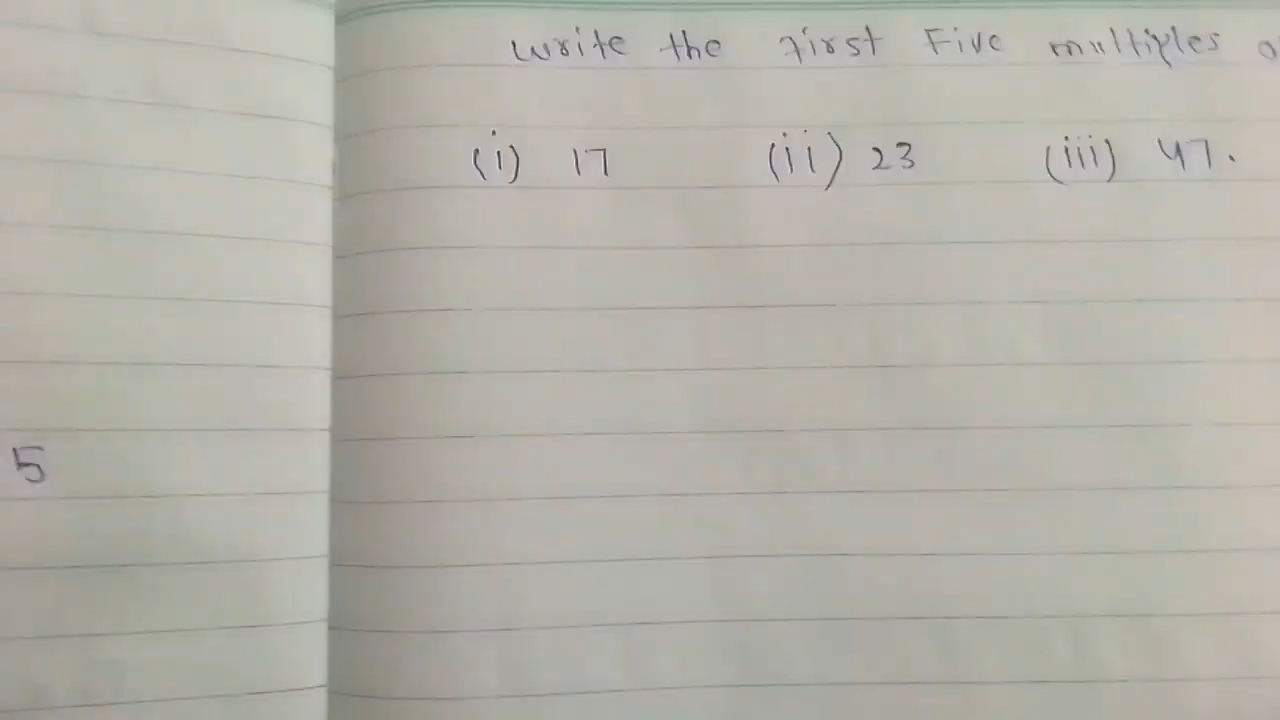 Write the first Five multiples o
(i) 17 (ii) 23 (iii) 47.
5